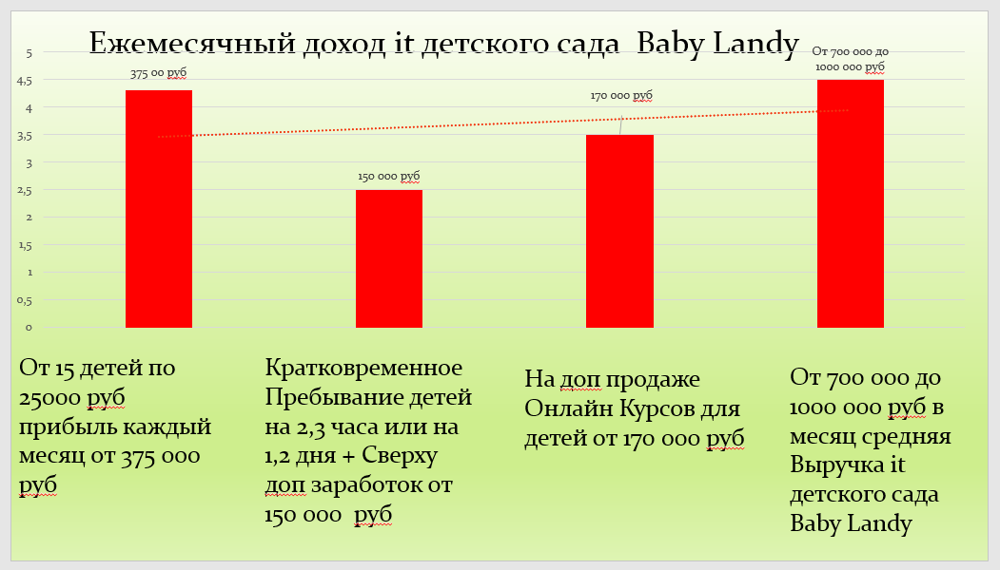 Ежемесячный доход it детского сада Baby Landy
5
4,5
4
3,5
3
2,5
2
1,5
1
0,5
0
375 00 руб
150 000 руб
170 000 руб
От 700 000 до
1000 000 руб
От 15 детей по
25000 руб
прибыль каждый
месяц от 375 000
руб
Кратковременное
Пребывание детей
на 2,3 часа или на
1,2 дня + Сверху
доп заработок от
150 000 руб
На доп продаже
Онлайн Курсов для
детей от 170 000 руб
От 700 000 до
1000 000 руб в
месяц средняя
Выручка it
детского сада
Baby Landy